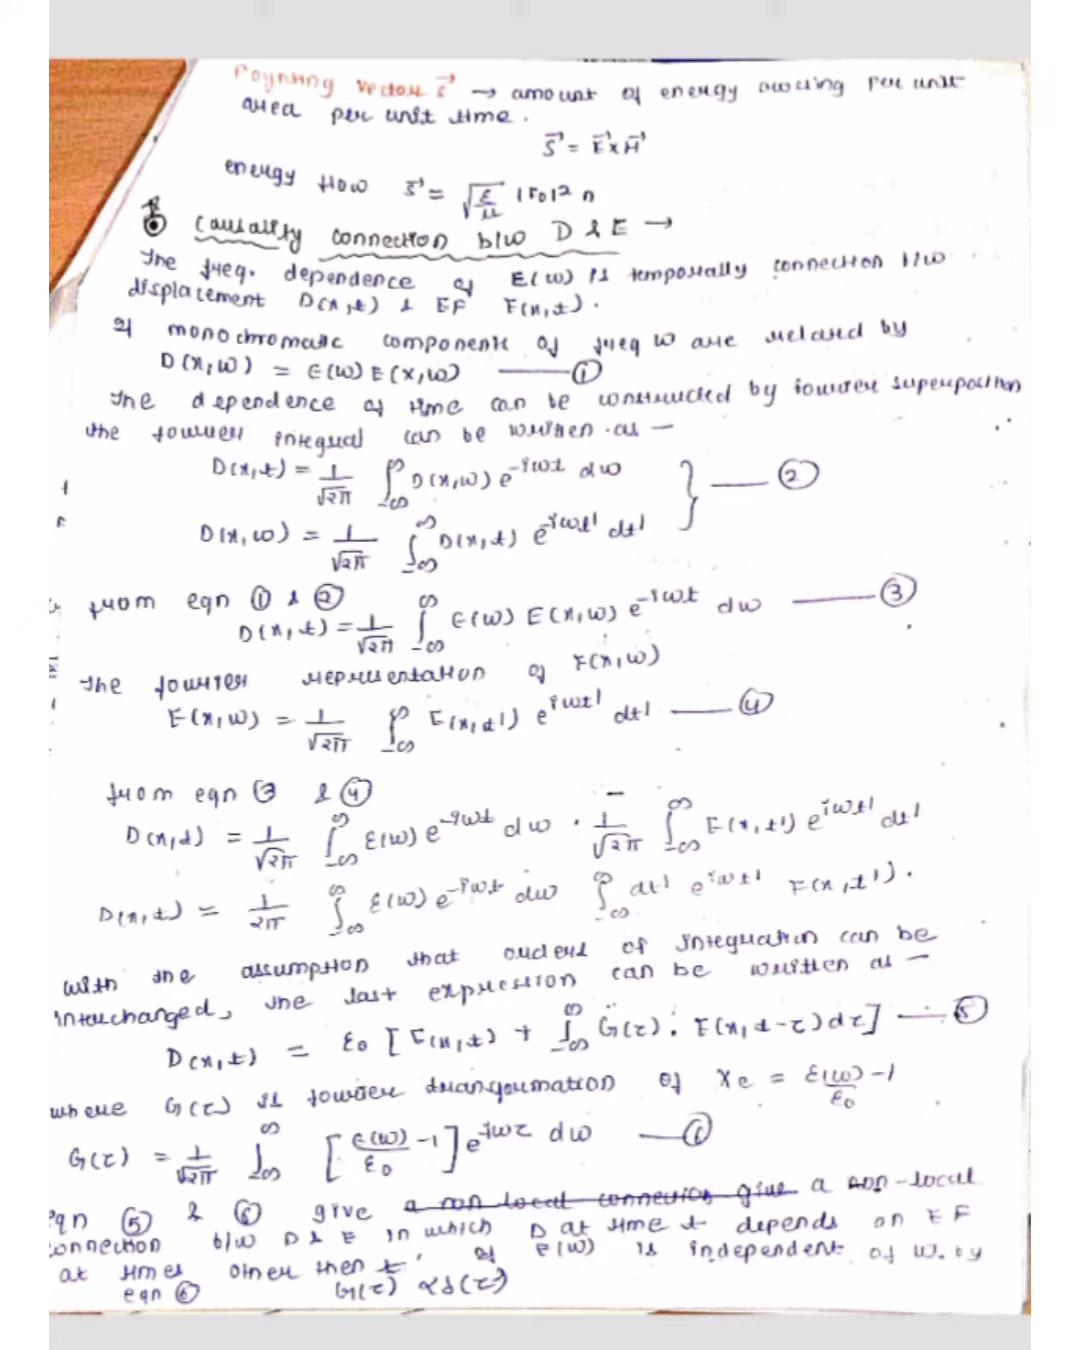 Poynting vector S⃗ → amount of energy crossing per unit
area per unit time.
S⃗ = E⃗ x H⃗
energy flow S⃗ = √(ε/μ) |E0|² n
Causality connection b/w D & E →
The freq. dependence of E(ω) is temporally connection b/w
displacement D(x,t) & EF E(x,t).
If monochromatic components of freq ω are related by
D(x,ω) = ϵ(ω) E(x,ω) —— ①
The dependence of time can be constructed by fourier superposition
the fourier integral can be written as —
D(x,t) = 1/√2π ∫_{-∞}^{∞} D(x,ω) e^{-iωt} dω
} —— ②
D(x,ω) = 1/√2π ∫_{-∞}^{∞} D(x,t) e^{iωt'} dt'
from eqn ① & ②
D(x,t) = 1/√2π ∫_{-∞}^{∞} ϵ(ω) E(x,ω) e^{-iωt} dω —— ③
The fourier representation of E(x,ω)
E(x,ω) = 1/√2π ∫_{-∞}^{∞} E(x,t') e^{iωt'} dt' —— ④
from eqn ③ & ④
D(x,t) = 1/√2π ∫_{-∞}^{∞} ε(ω) e^{-iωt} dω . 1/√2π ∫_{-∞}^{∞} E(x,t') e^{iωt'} dt'
D(x,t) = 1/2π ∫_{-∞}^{∞} ε(ω) e^{-iωt} dω ∫_{-∞}^{∞} dt' e^{iωt'} E(x,t').
with the assumption that orders of integration can be
interchanged, the last expression can be written as —
D(x,t) = ε0 [E(x,t) + ∫_{-∞}^{∞} G(τ) . E(x,t-τ) dτ] —— ⑤
where G(τ) is fourier transformation of χe = ε(ω)/ε0 - 1
G(τ) = 1/√2π ∫_{-∞}^{∞} [ϵ(ω)/ε0 - 1] e^{-iωτ} dω —— ⑥
eqn ⑤ & ⑥ give a non local connection give a non-local
connection b/w D & E in which D at time t depends on EF
at times other then t'. If ε(ω) is independent of ω. by
eqn ⑥ G(τ) ∝ δ(τ)